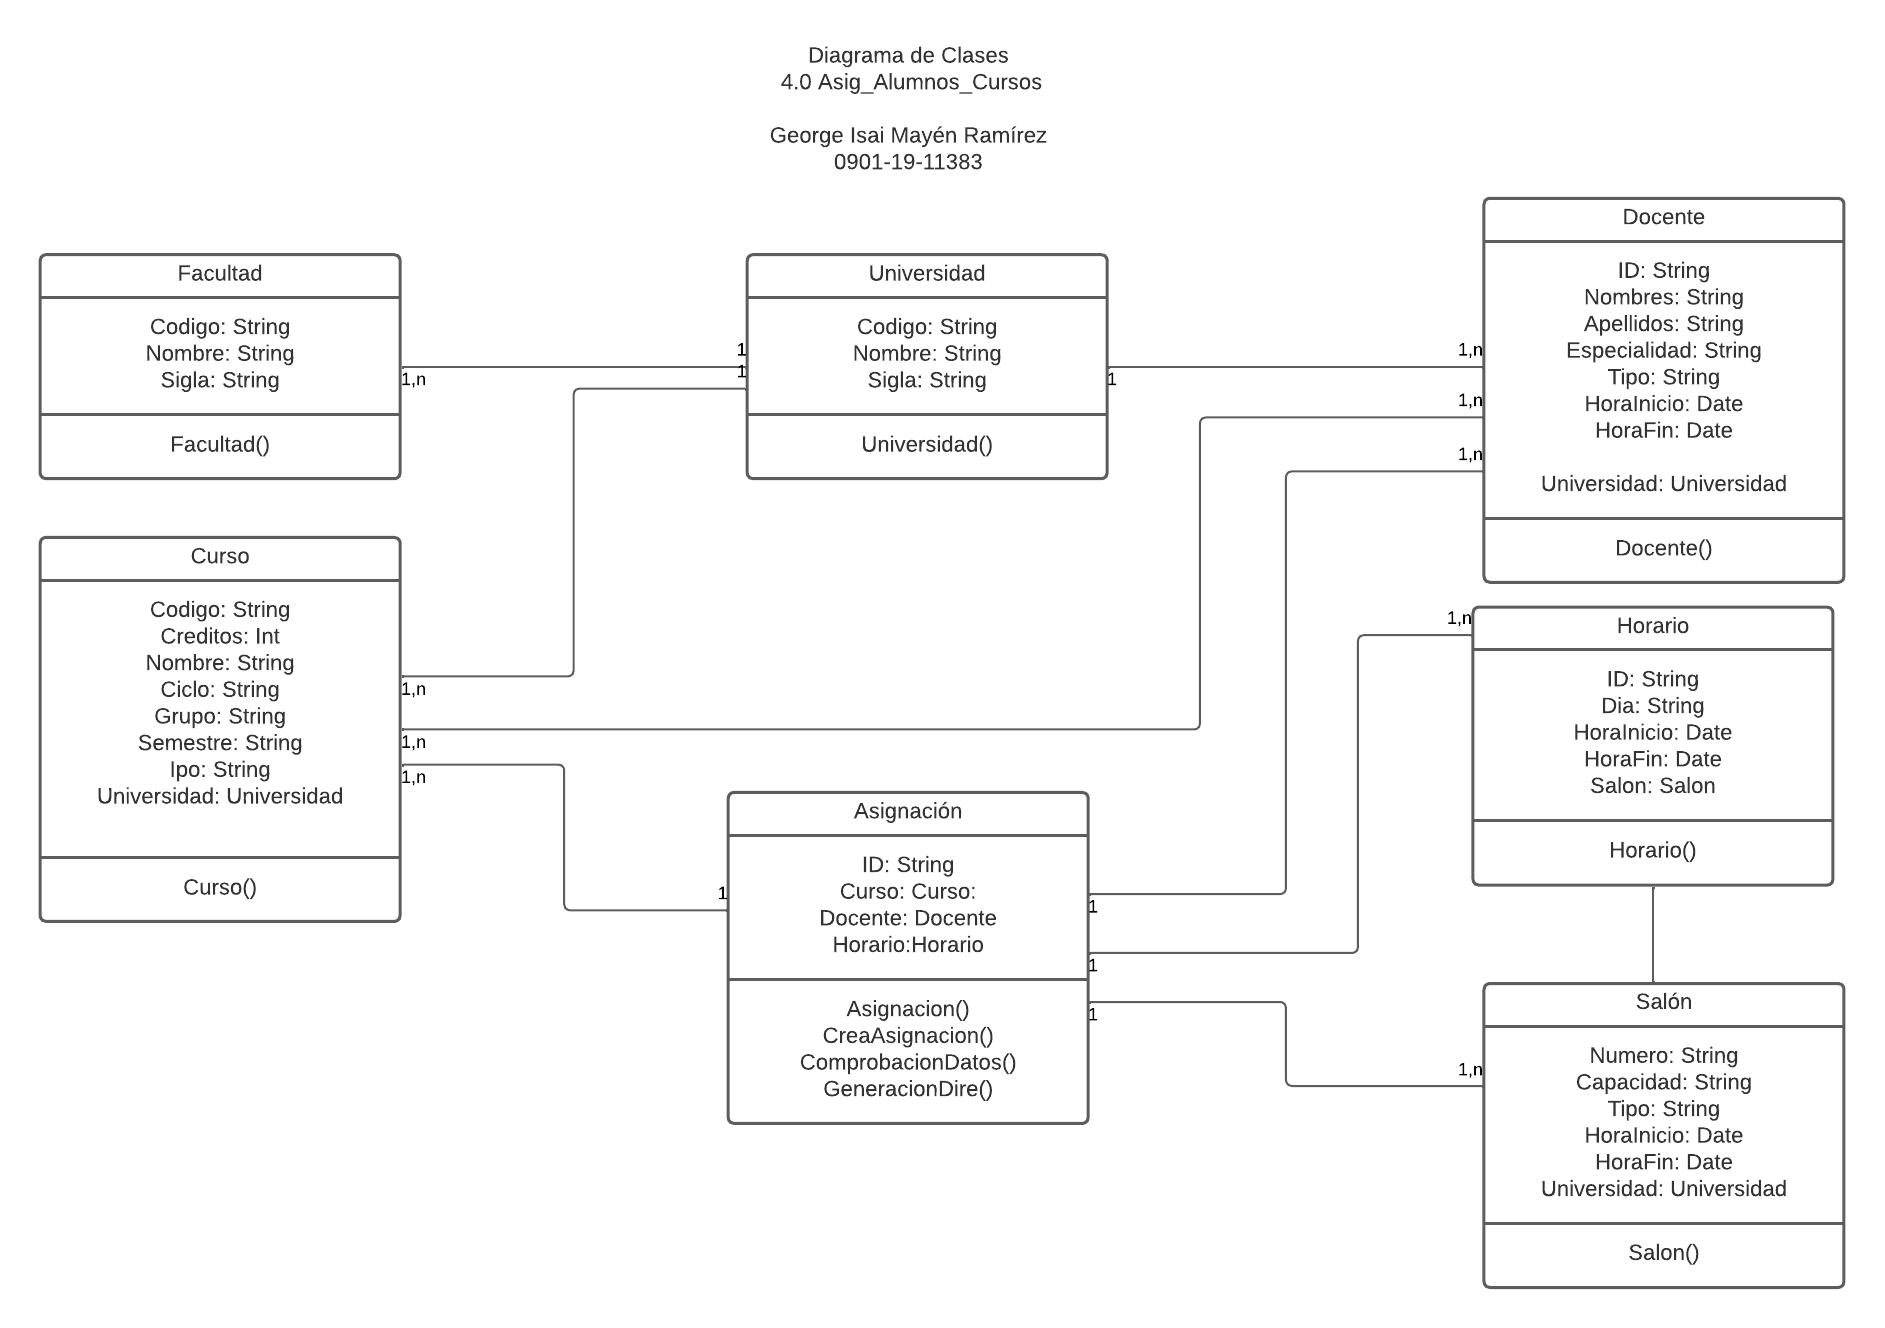 Diagrama de Clases
4.0 Asig_Alumnos_Cursos
George Isai Mayén Ramírez
0901-19-11383
Facultad
Codigo: String
Nombre: String
Sigla: String
Facultad()
1,n
1
1
Universidad
Codigo: String
Nombre: String
Sigla: String
Universidad()
1
1,n
1,n
1,n
Docente
ID: String
Nombres: String
Apellidos: String
Especialidad: String
Tipo: String
HoraInicio: Date
HoraFin: Date
Universidad: Universidad
Docente()
Curso
Codigo: String
Creditos: Int
Nombre: String
Ciclo: String
Grupo: String
Semestre: String
Ipo: String
Universidad: Universidad
Curso()
1,n
1,n
1,n
1
Asignación
ID: String
Curso: Curso:
Docente: Docente
Horario:Horario
Asignacion()
CreaAsignacion()
ComprobacionDatos()
GeneracionDire()
1
1
1
1,n
Horario
ID: String
Dia: String
HoraInicio: Date
HoraFin: Date
Salon: Salon
Horario()
1,n
Salón
Numero: String
Capacidad: String
Tipo: String
HoraInicio: Date
HoraFin: Date
Universidad: Universidad
Salon()